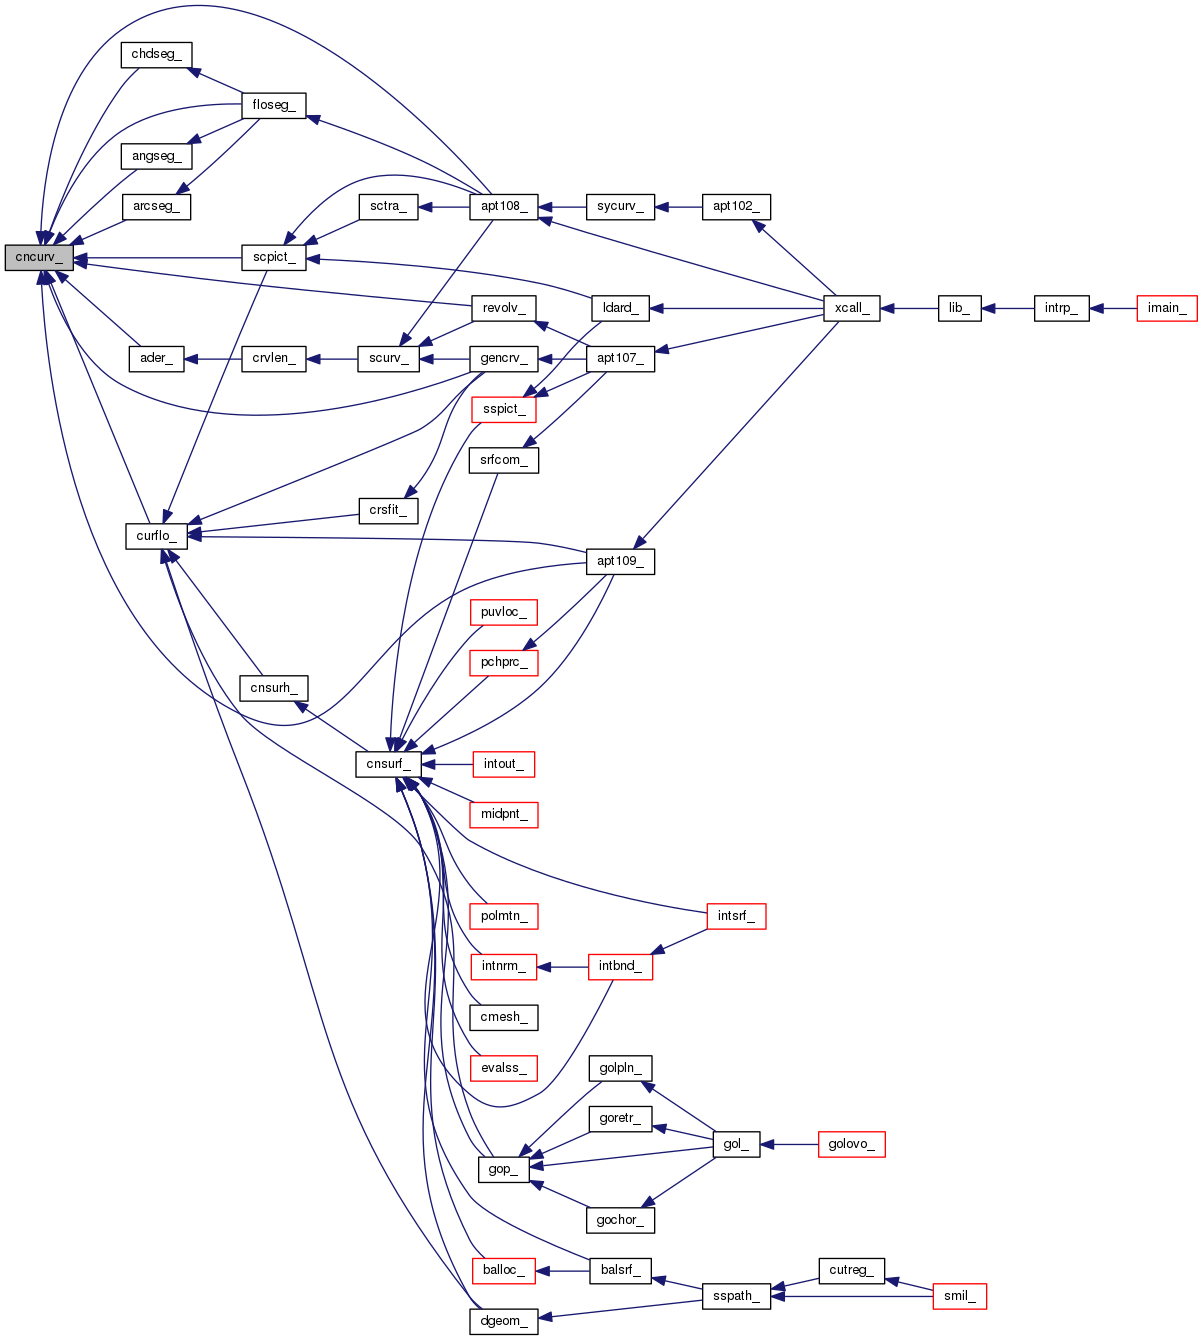 chdseg_
floseg_
angseg_
arcseg_
sctra_
apt108_
sycurv_
apt102_
cncurv_
scpict_
revolv_
ldard_
xcall_
lib_
intrp_
imain_
ader_
crvlen_
scurv_
gencrv_
apt107_
sspict_
srfcom_
crsfit_
curflo_
apt109_
puvloc_
pchprc_
cnsurh_
cnsurf_
intout_
midpnt_
polmtn_
intsrf_
intnrm_
intbnd_
cmesh_
evalss_
golpln_
goretr_
gol_
golovo_
gop_
gochor_
balloc_
balsrf_
cutreg_
sspath_
smil_
dgeom_